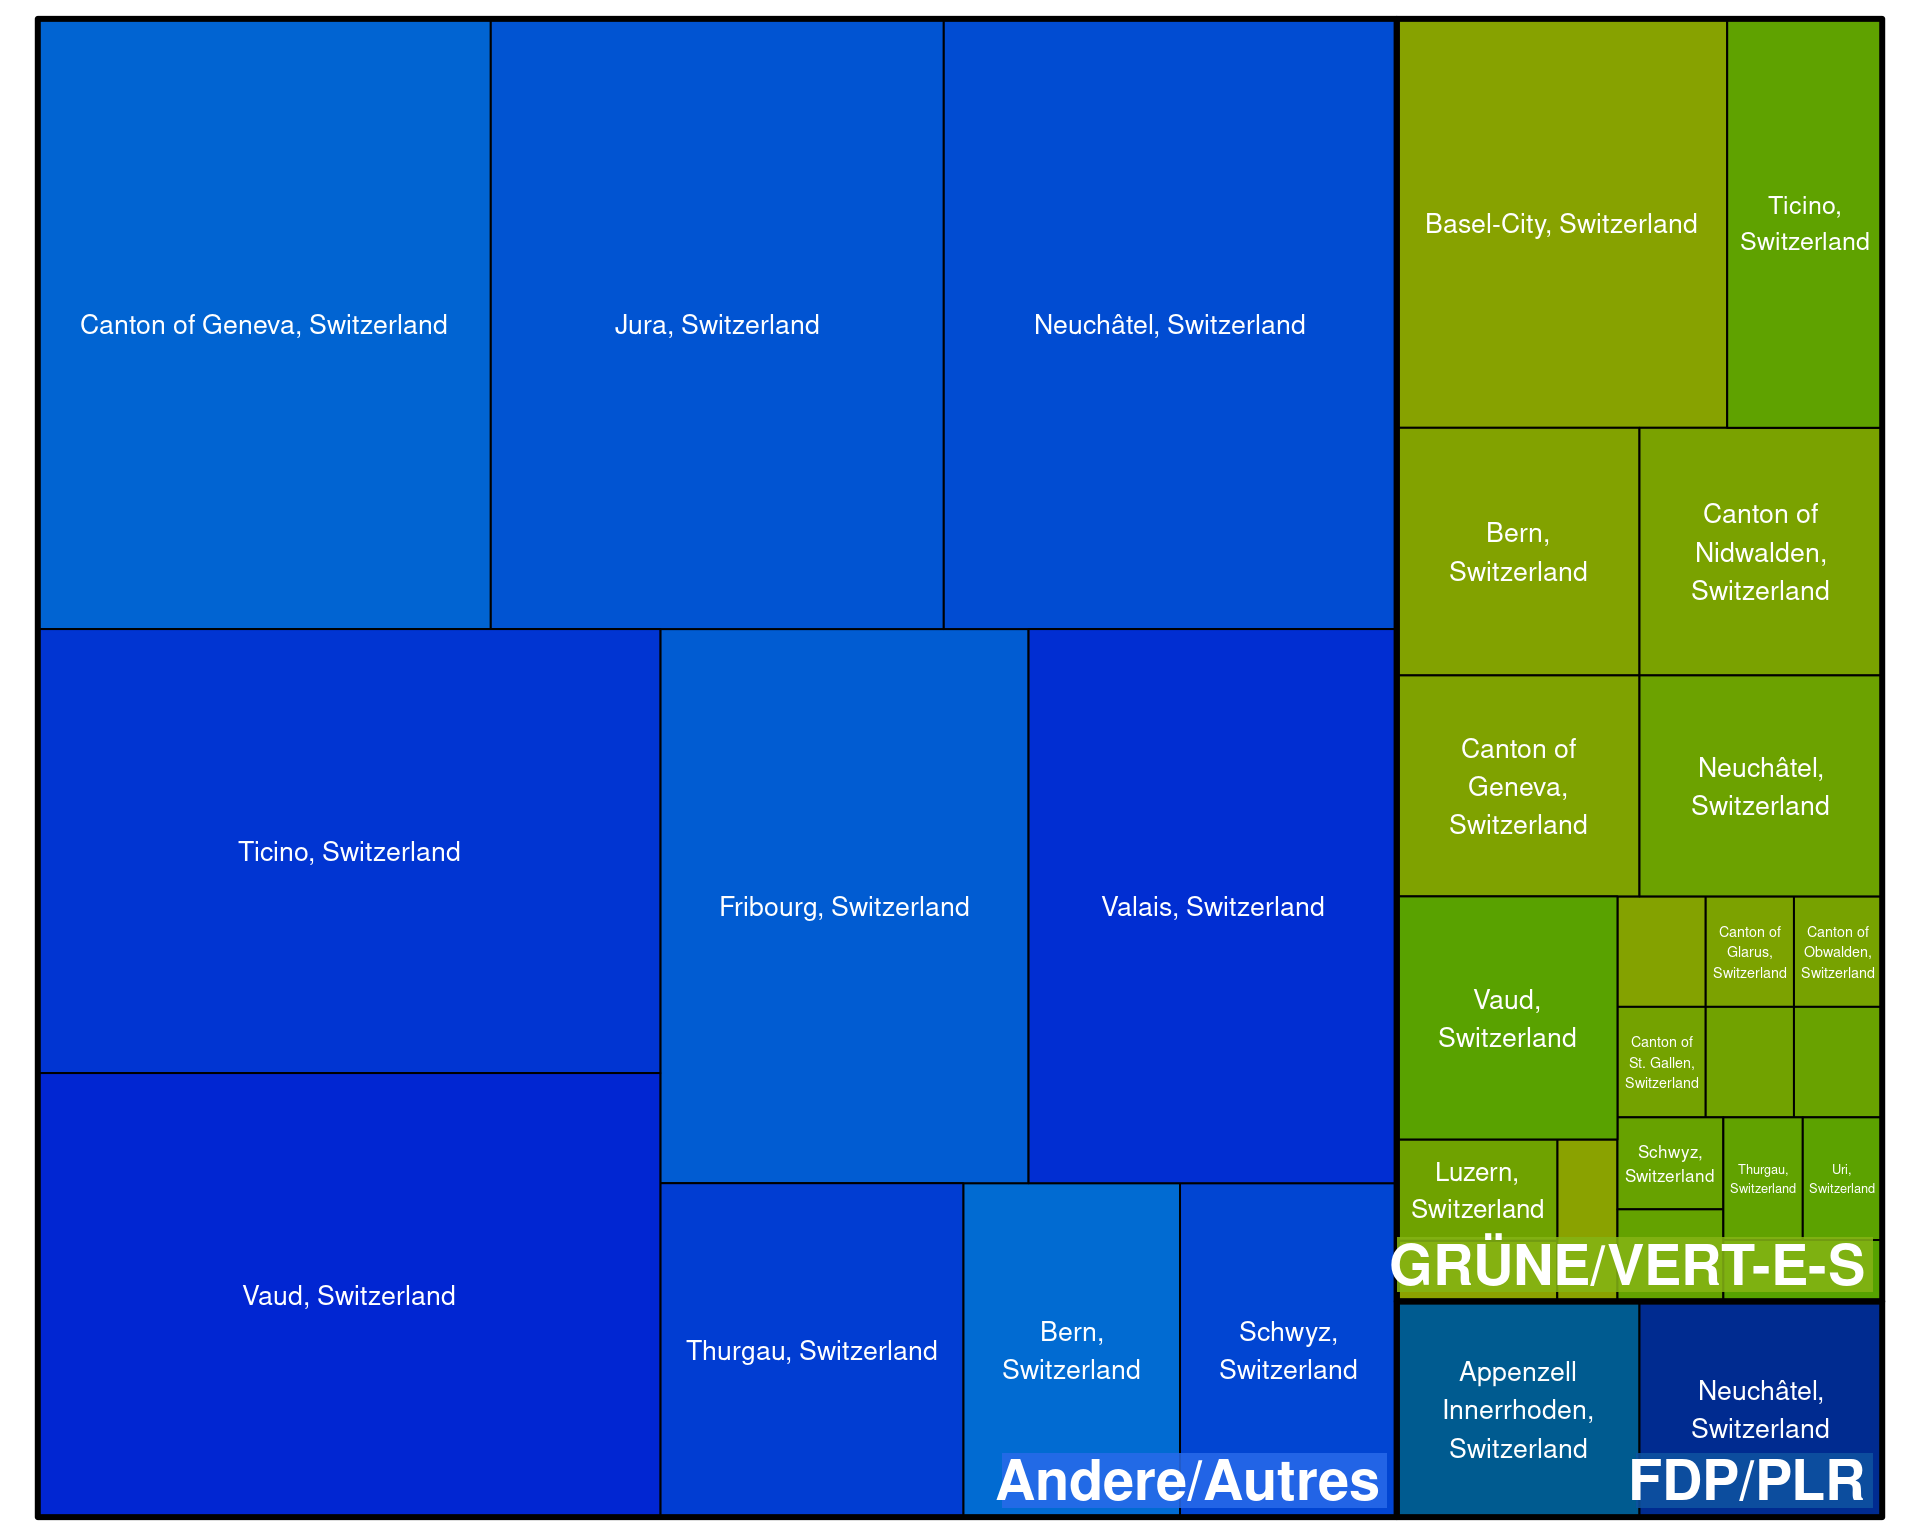 Canton of Geneva, Switzerland
Jura, Switzerland
Neuchâtel, Switzerland
Ticino, Switzerland
Fribourg, Switzerland
Valais, Switzerland
Vaud, Switzerland
Thurgau, Switzerland
Bern,
Switzerland
Schwyz,
Switzerland
Andere/Autres
Basel-City, Switzerland
Ticino,
Switzerland
Bern,
Switzerland
Canton of
Nidwalden,
Switzerland
Canton of
Geneva,
Switzerland
Neuchâtel,
Switzerland
Vaud,
Switzerland
Canton of
Glarus,
Switzerland
Canton of
Obwalden,
Switzerland
Canton of
St. Gallen,
Switzerland
Luzern,
Switzerland
Schwyz,
Switzerland
Thurgau,
Switzerland
Uri,
Switzerland
GRÜNE/VERT-E-S
Appenzell
Innerrhoden,
Switzerland
Neuchâtel,
Switzerland
FDP/PLR